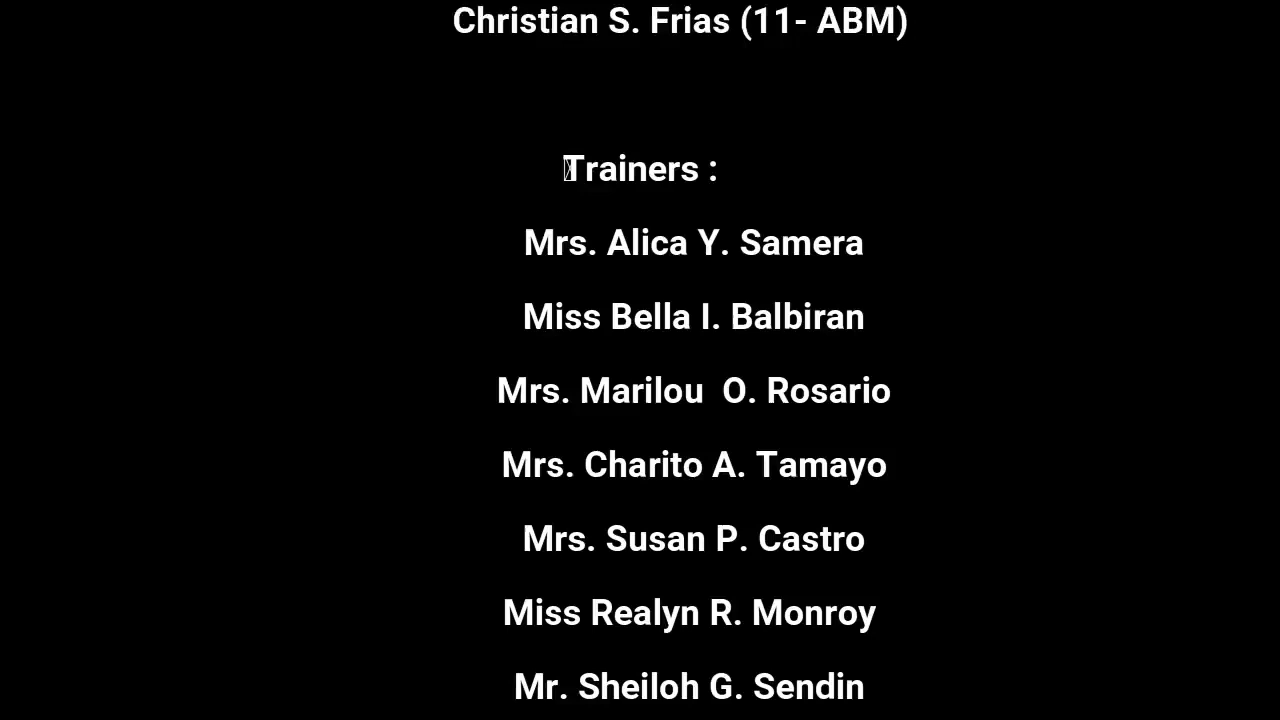 Christian S. Frias (11- ABM)
Trainers :
Mrs. Alica Y. Samera
Miss Bella I. Balbiran
Mrs. Marilou  O. Rosario
Mrs. Charito A. Tamayo
Mrs. Susan P. Castro
Miss Realyn R. Monroy
Mr. Sheiloh G. Sendin